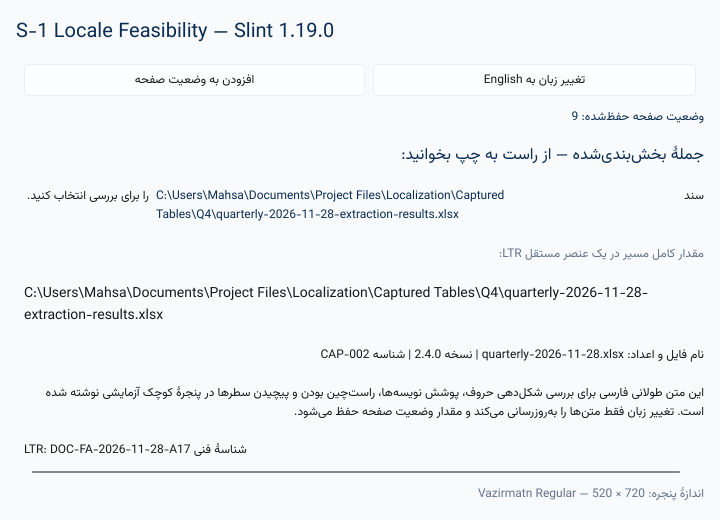 S-1 Locale Feasibility — Slint 1.19.0
تغییر زبان به English
افزودن به وضعیت صفحه
وضعیت صفحه حفظ‌شده: 9
جملهٔ بخش‌بندی‌شده — از راست به چپ بخوانید:
سند
C:\Users\Mahsa\Documents\Project Files\Localization\Captured
Tables\Q4\quarterly-2026-11-28-extraction-results.xlsx
را برای بررسی انتخاب کنید.
مقدار کامل مسیر در یک عنصر مستقل LTR:
C:\Users\Mahsa\Documents\Project Files\Localization\Captured Tables\Q4\quarterly-2026-11-28-
extraction-results.xlsx
نام فایل و اعداد: quarterly-2026-11-28.xlsx | نسخه 2.4.0 | شناسه CAP-002
این متن طولانی فارسی برای بررسی شکل‌دهی حروف، پوشش نویسه‌ها، راست‌چین بودن و پیچیدن سطرها در پنجرهٔ کوچک آزمایشی نوشته شده
است. تغییر زبان فقط متن‌ها را به‌روزرسانی می‌کند و مقدار وضعیت صفحه حفظ می‌شود.
شناسهٔ فنی LTR: DOC-FA-2026-11-28-A17
اندازهٔ پنجره: 720 × 520 — Vazirmatn Regular